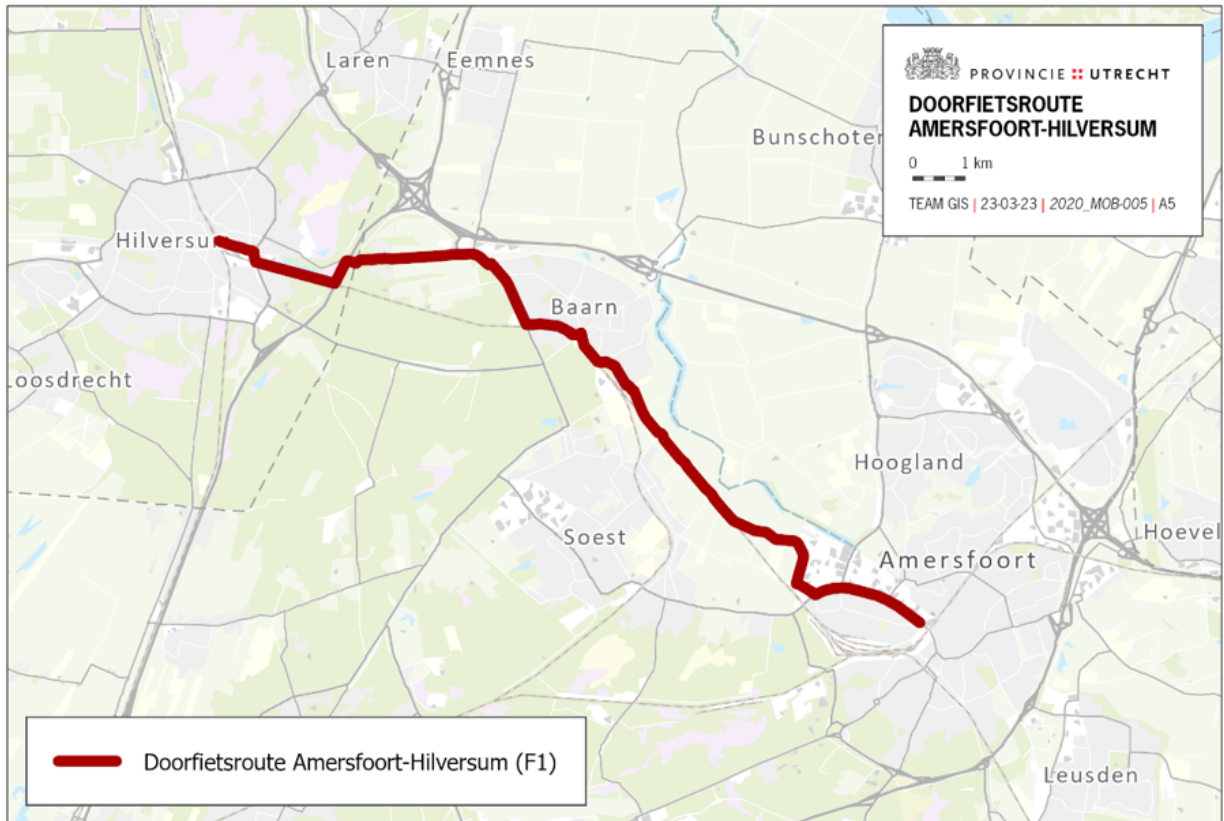 Laren
Eemnes
PROVINCIE UTRECHT
DOORFIETSROUTE
AMERSFOORT-HILVERSUM
0 1 km
TEAM GIS | 23-03-23 | 2020_MOB-005 | A5
Bunschoten
Hilversum
Baarn
Loosdrecht
Hoogland
Soest
Hoevel
Amersfoort
Doorfietsroute Amersfoort-Hilversum (F1)
Leusden